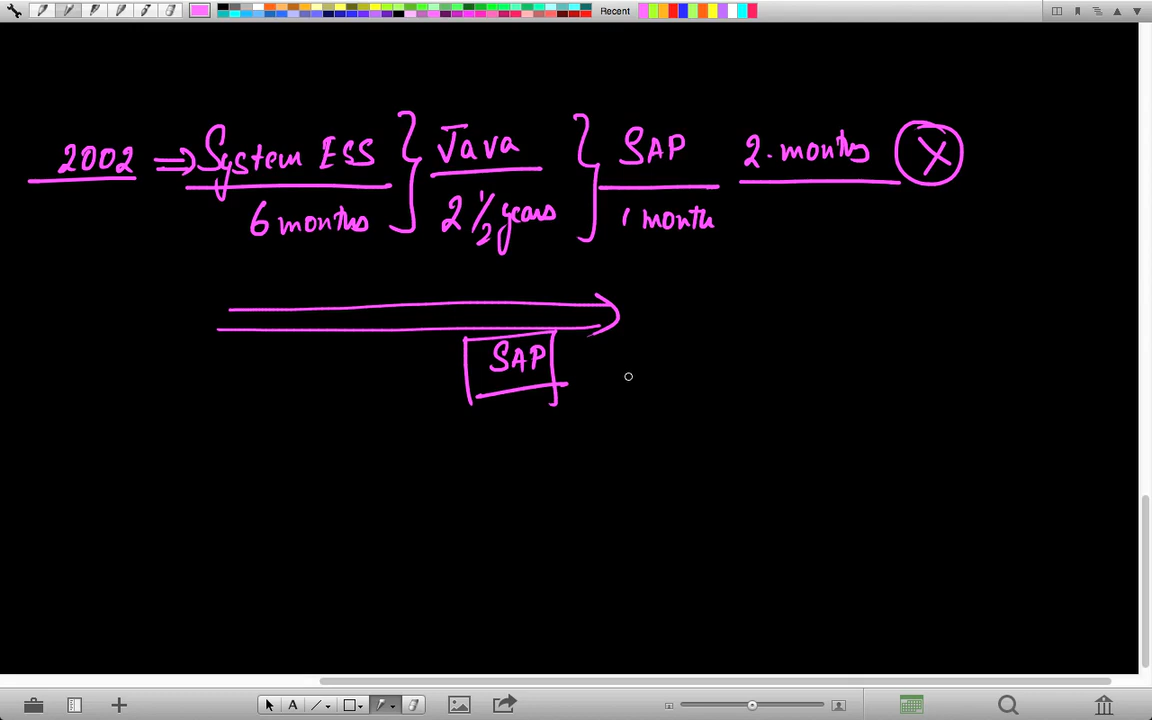 Recent
2002 ⇒ System ESS } Java } SAP 2. months X
6 months 2 1/2 years 1 month
SAP
A